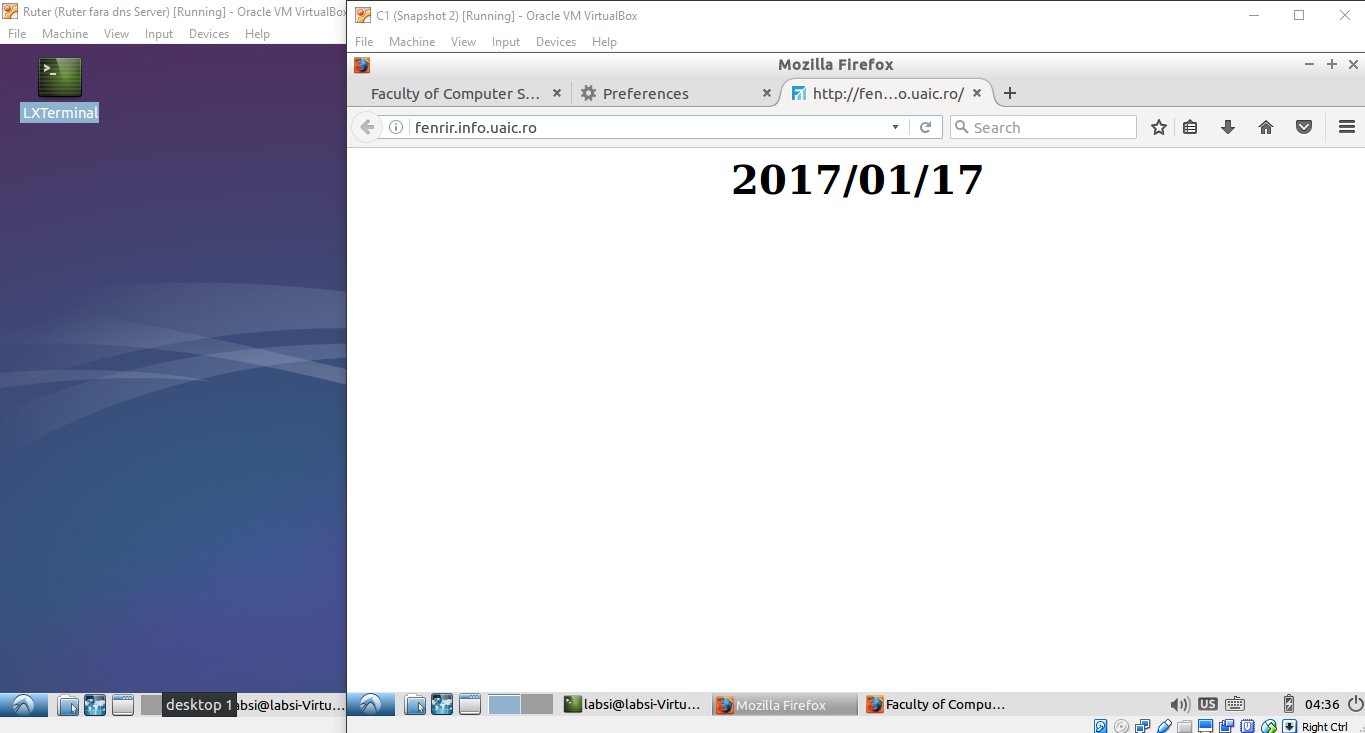 Ruter (Ruter fara dns Server) [Running] - Oracle VM VirtualBox
File Machine View Input Devices Help
LXTerminal
desktop 1
absi@labsi-Virtu...
C1 (Snapshot 2) [Running] - Oracle VM VirtualBox
File Machine View Input Devices Help
Mozilla Firefox
Faculty of Computer S... Preferences http://fen...o.uaic.ro/
fenrir.info.uaic.ro Search
2017/01/17
labsi@labsi-Virtu... Mozilla Firefox Faculty of Compu... US 04:36
Right Ctrl